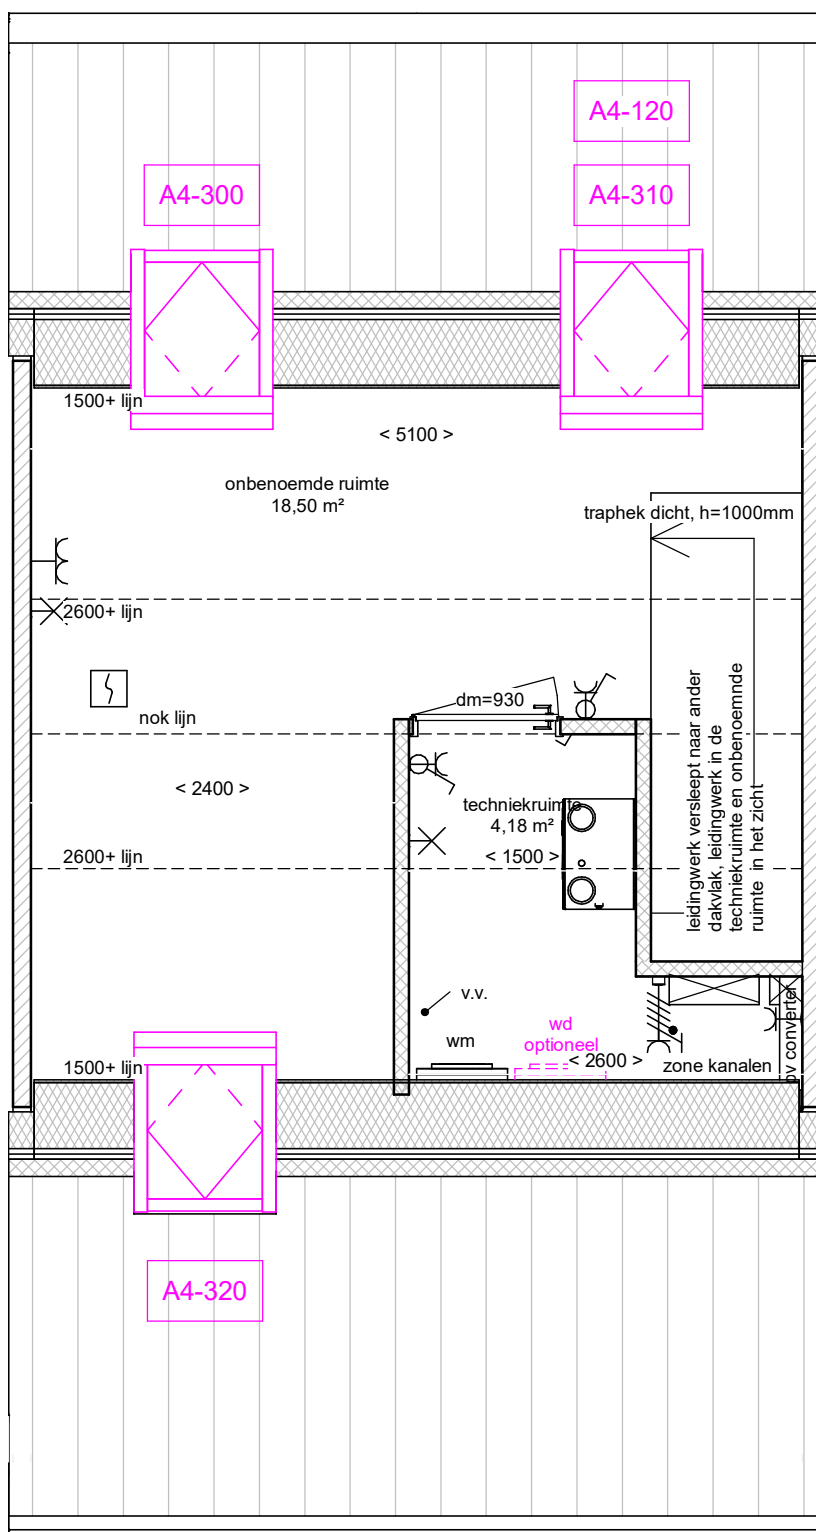 A4-120
A4-300
A4-310
1500+ lijn
< 5100 >
onbenoemde ruimte
18,50 m²
traphek dicht, h=1000mm
2600+ lijn
dm=930
nok lijn
leidingwerk versleept naar ander
dakvlak, leidingwerk in de
techniekruimte en onbenoemnde
ruimte in het zicht
< 2400 >
techniekruimte
4,18 m²
2600+ lijn
< 1500 >
v.v.
wm
wd
optioneel
< 2600 >
zone kanalen
pv converter
1500+ lijn
A4-320